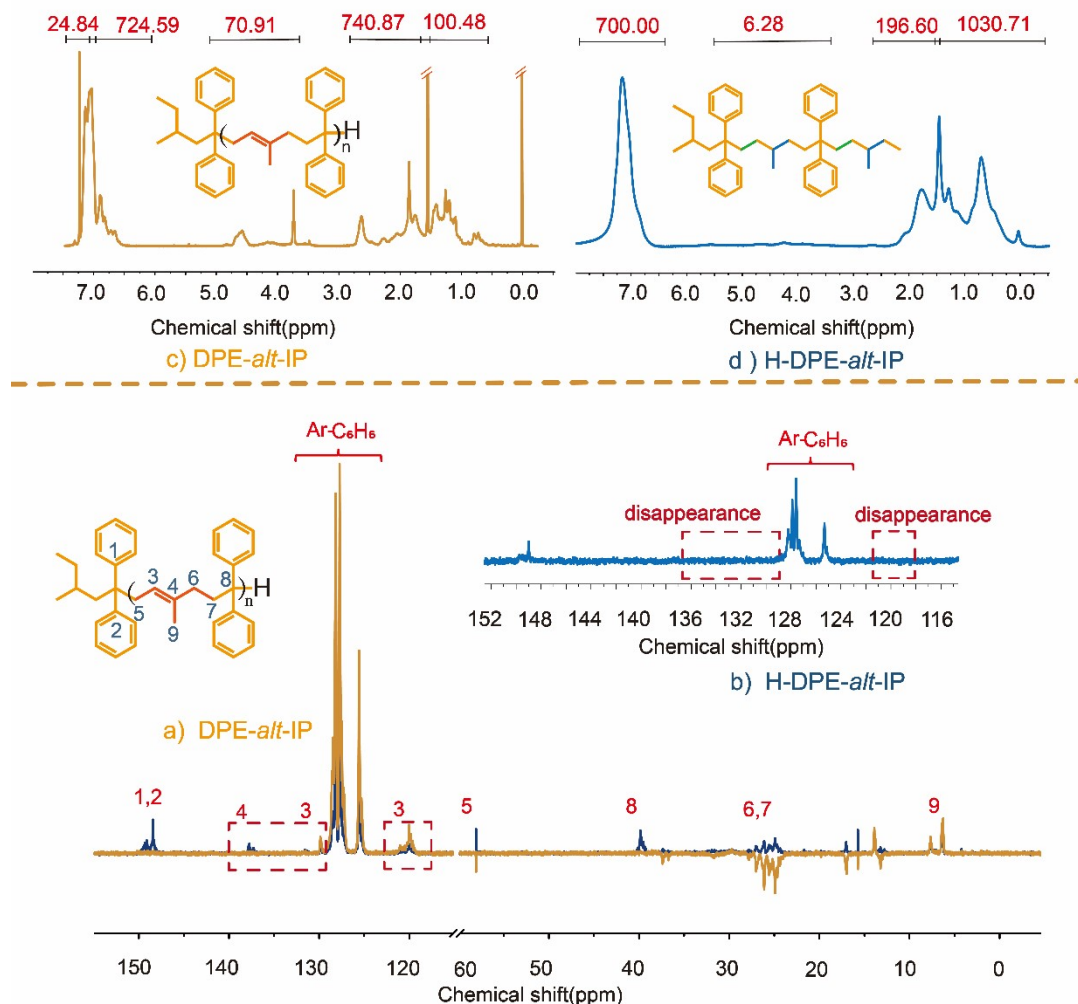 24.84 724.59 70.91 740.87 100.48
( ) H
n
7.0 6.0 5.0 4.0 3.0 2.0 1.0 0.0
Chemical shift(ppm)
c) DPE-alt-IP
700.00 6.28 196.60 1030.71
7.0 6.0 5.0 4.0 3.0 2.0 1.0 0.0
Chemical shift(ppm)
d ) H-DPE-alt-IP
Ar-C₆H₆
1 3 4 6 8 H
( ) n
5 7
2 9
a) DPE-alt-IP
1,2 4 3 3 5 8 6,7 9
150 140 130 120 60 50 40 30 20 10 0
Chemical shift(ppm)
Ar-C₆H₆
disappearance disappearance
152 148 144 140 136 132 128 124 120 116
Chemical shift(ppm)
b) H-DPE-alt-IP